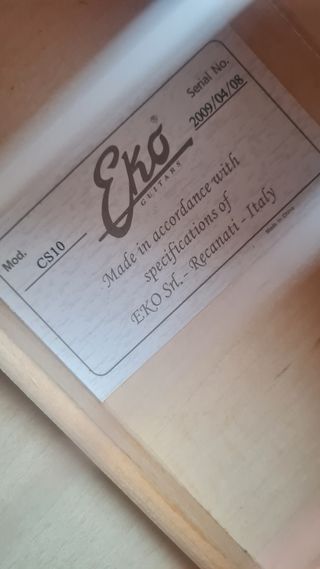 Eko®
GUITARS
Serial No.
2009/04/08
Mod. CS10
Made in accordance with
specifications of
EKO Srl. - Recanati - Italy
Made in China